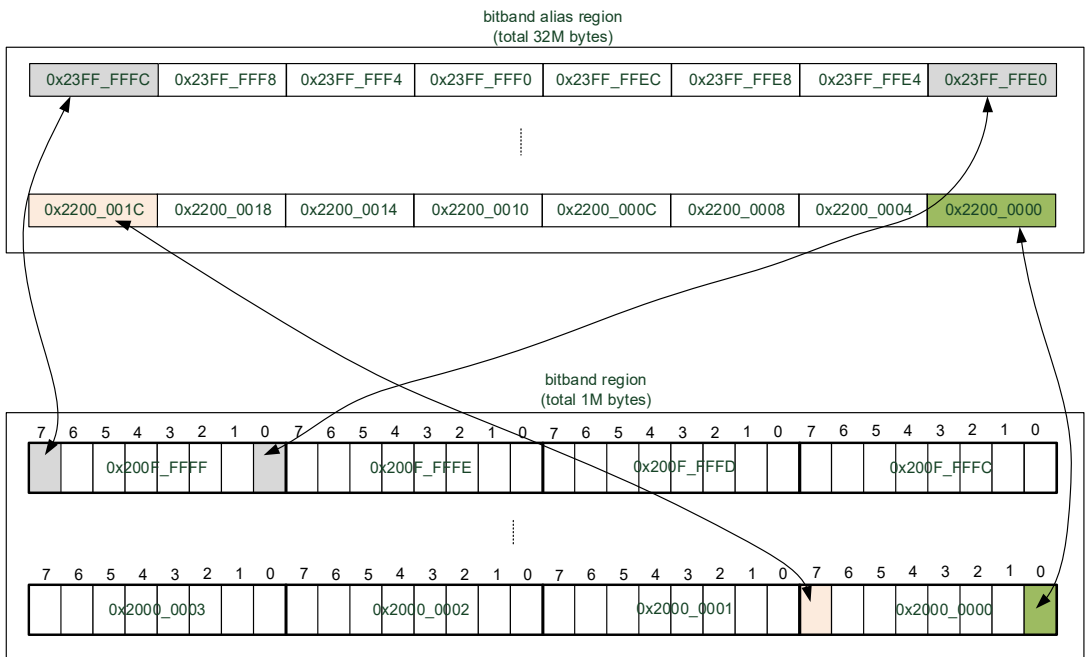 bitband alias region
(total 32M bytes)
0x23FF_FFFC 0x23FF_FFF8 0x23FF_FFF4 0x23FF_FFF0 0x23FF_FFEC 0x23FF_FFE8 0x23FF_FFE4 0x23FF_FFE0
0x2200_001C 0x2200_0018 0x2200_0014 0x2200_0010 0x2200_000C 0x2200_0008 0x2200_0004 0x2200_0000
bitband region
(total 1M bytes)
7 6 5 4 3 2 1 0 7 6 5 4 3 2 1 0 7 6 5 4 3 2 1 0 7 6 5 4 3 2 1 0
0x200F_FFFF 0x200F_FFFE 0x200F_FFFD 0x200F_FFFC
7 6 5 4 3 2 1 0 7 6 5 4 3 2 1 0 7 6 5 4 3 2 1 0 7 6 5 4 3 2 1 0
0x2000_0003 0x2000_0002 0x2000_0001 0x2000_0000